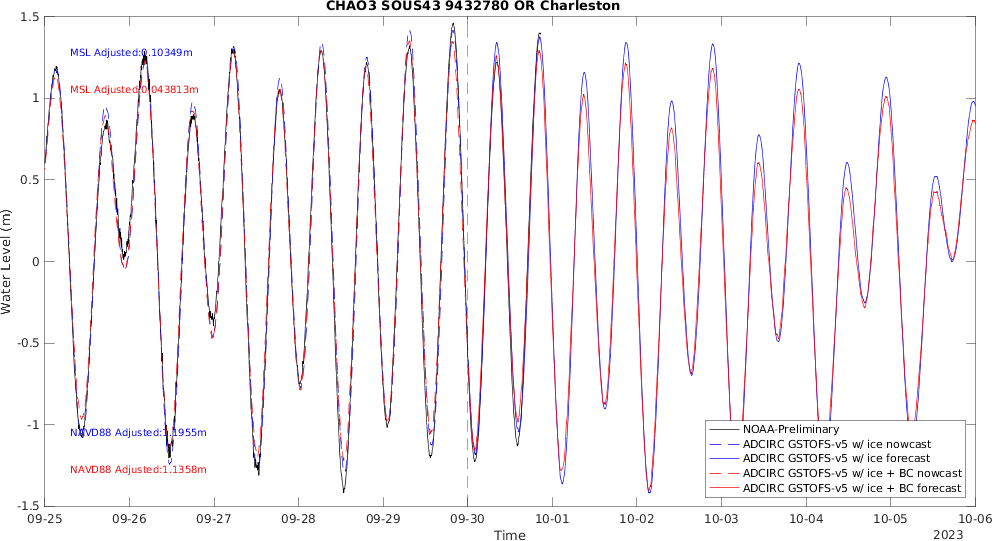 CHAO3 SOUS43 9432780 OR Charleston
1.5
MSL Adjusted:0.10349m
MSL Adjusted:0.043813m
1
0.5
Water Level (m)
0
-0.5
-1
NAVD88 Adjusted:1.1955m
NAVD88 Adjusted:1.1358m
NOAA-Preliminary
ADCIRC GSTOFS-v5 w/ ice nowcast
ADCIRC GSTOFS-v5 w/ ice forecast
ADCIRC GSTOFS-v5 w/ ice + BC nowcast
ADCIRC GSTOFS-v5 w/ ice + BC forecast
-1.5
09-25 09-26 09-27 09-28 09-29 09-30 10-01 10-02 10-03 10-04 10-05 10-06
Time
2023